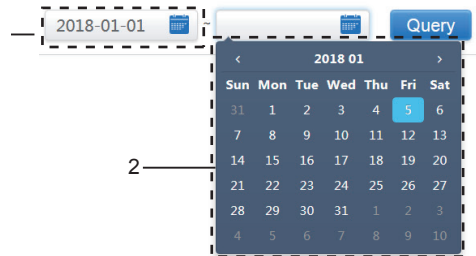 2018-01-01 ~ Query
‹ 2018 01 ›
Sun Mon Tue Wed Thu Fri Sat
31 1 2 3 4 5 6
7 8 9 10 11 12 13
2
14 15 16 17 18 19 20
21 22 23 24 25 26 27
28 29 30 31 1 2 3
4 5 6 7 8 9 10